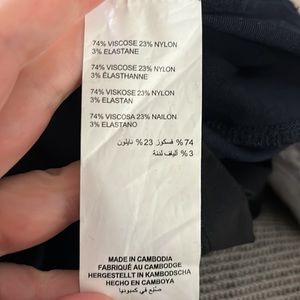 74% VISCOSE 23% NYLON
3% ELASTANE
74% VISCOSE 23% NYLON
3% ÉLASTHANNE
74% VISKOSE 23% NYLON
3% ELASTAN
74% VISCOSA 23% NAILON
3% ELASTANO
74% فسكوز 23% نايلون
3% ألياف لدنة
MADE IN CAMBODIA
FABRIQUÉ AU CAMBODGE
HERGESTELLT IN KAMBODSCHA
HECHO EN CAMBOYA
صُنع في كمبوديا